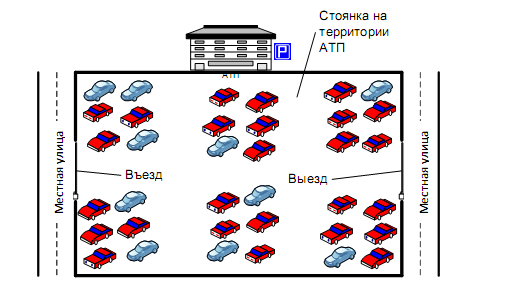 Стоянка на
территории
АТП
P
АТП
Въезд
Выезд
Местная улица
Местная улица